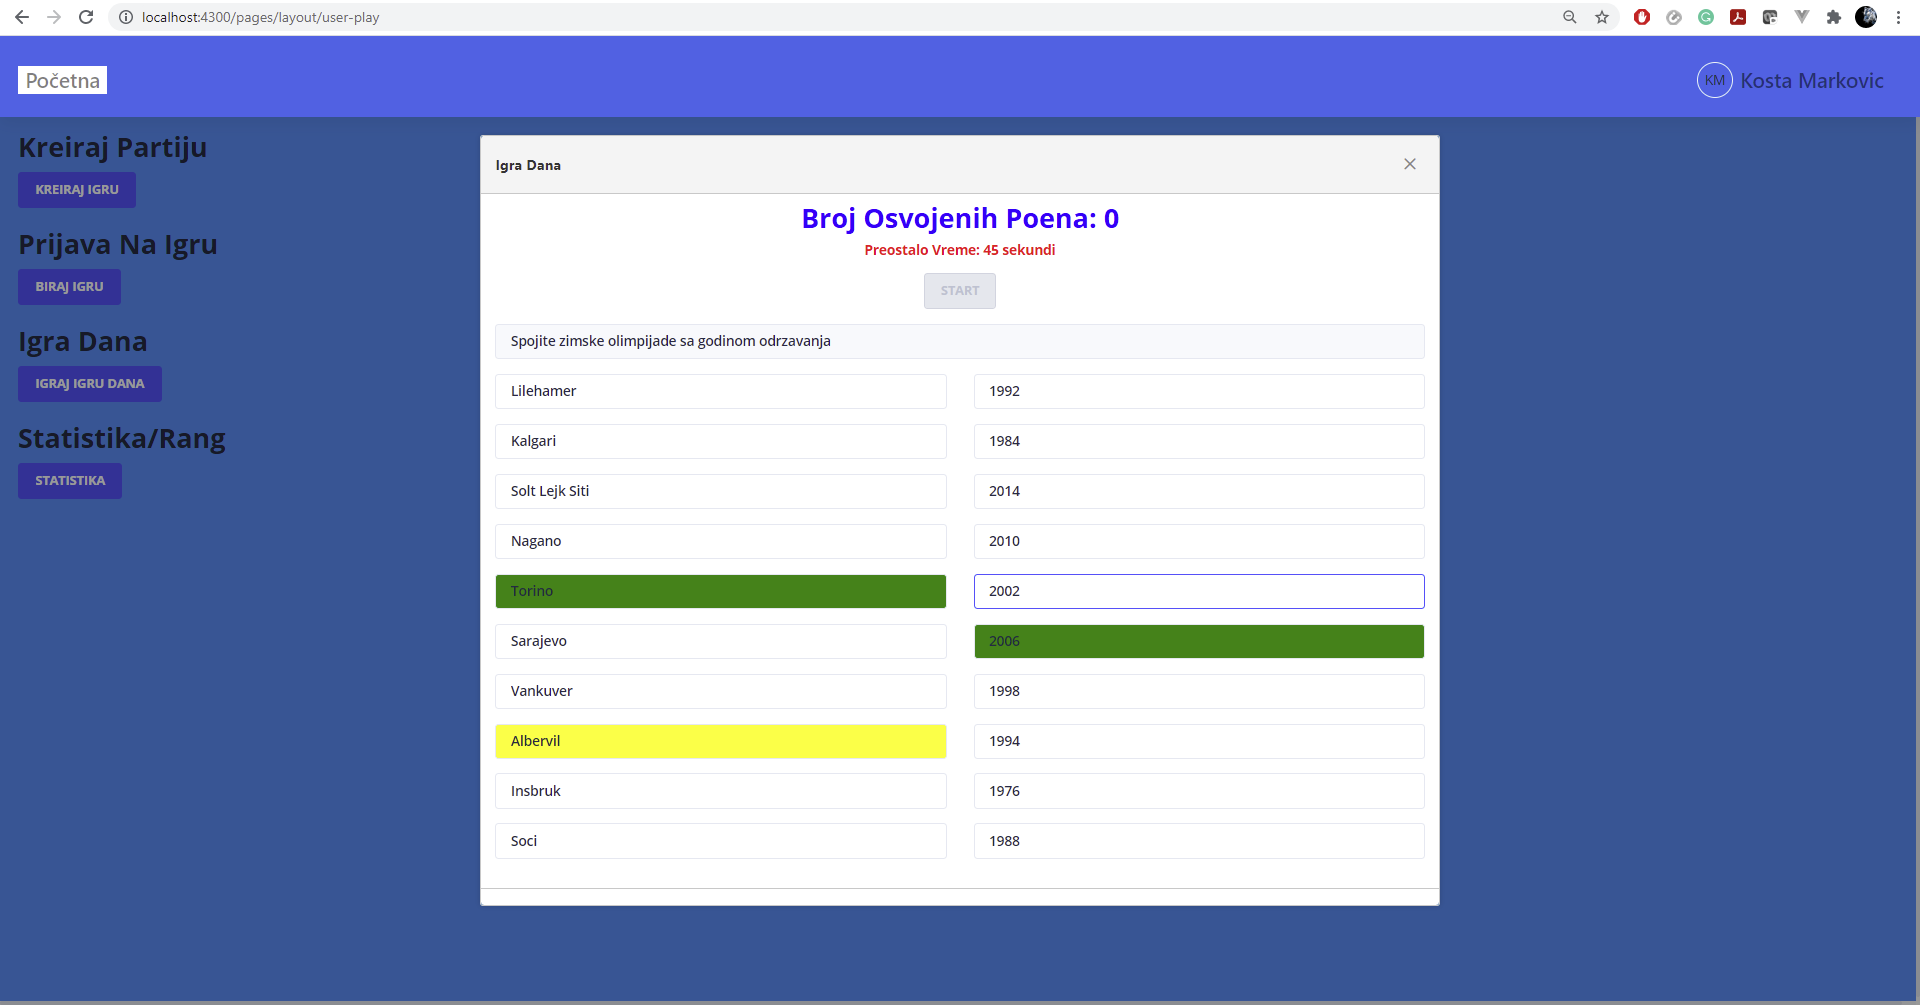 localhost:4300/pages/layout/user-play
Početna
KM Kosta Markovic
Kreiraj Partiju
KREIRAJ IGRU
Prijava Na Igru
BIRAJ IGRU
Igra Dana
IGRAJ IGRU DANA
Statistika/Rang
STATISTIKA
Igra Dana
Broj Osvojenih Poena: 0
Preostalo Vreme: 45 sekundi
START
Spojite zimske olimpijade sa godinom odrzavanja
Lilehamer 1992
Kalgari 1984
Solt Lejk Siti 2014
Nagano 2010
Torino 2002
Sarajevo 2006
Vankuver 1998
Albervil 1994
Insbruk 1976
Soci 1988